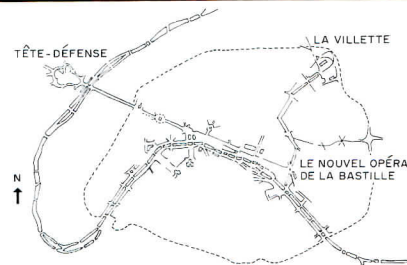 TÊTE-DÉFENSE
LA VILLETTE
LE NOUVEL OPÉRA
DE LA BASTILLE
N